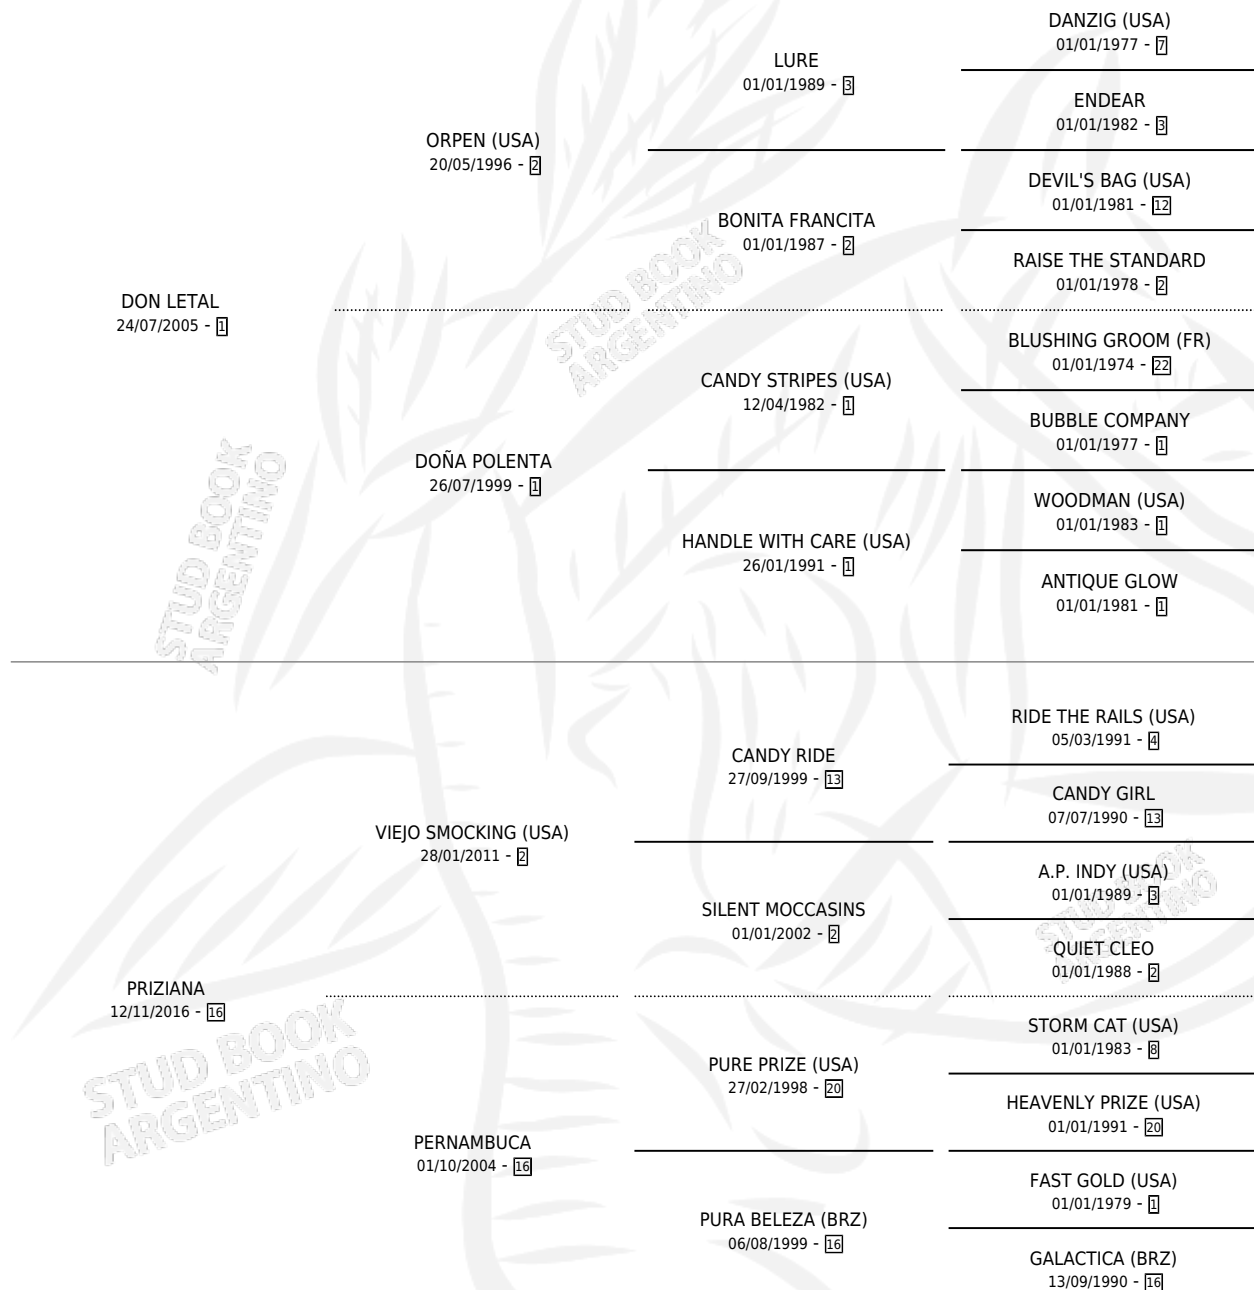 DANZIG (USA)
01/01/1977 - 7
LURE
01/01/1989 - 3
ENDEAR
01/01/1982 - 3
ORPEN (USA)
20/05/1996 - 2
DEVIL'S BAG (USA)
01/01/1981 - 12
BONITA FRANCITA
01/01/1987 - 2
RAISE THE STANDARD
01/01/1978 - 2
DON LETAL
24/07/2005 - 1
BLUSHING GROOM (FR)
01/01/1974 - 22
CANDY STRIPES (USA)
12/04/1982 - 1
BUBBLE COMPANY
01/01/1977 - 1
DOÑA POLENTA
26/07/1999 - 1
WOODMAN (USA)
01/01/1983 - 1
HANDLE WITH CARE (USA)
26/01/1991 - 1
ANTIQUE GLOW
01/01/1981 - 1
RIDE THE RAILS (USA)
05/03/1991 - 4
CANDY RIDE
27/09/1999 - 13
CANDY GIRL
07/07/1990 - 13
VIEJO SMOCKING (USA)
28/01/2011 - 2
A.P. INDY (USA)
01/01/1989 - 3
SILENT MOCCASINS
01/01/2002 - 2
QUIET CLEO
01/01/1988 - 2
PRIZIANA
12/11/2016 - 16
STORM CAT (USA)
01/01/1983 - 8
PURE PRIZE (USA)
27/02/1998 - 20
HEAVENLY PRIZE (USA)
01/01/1991 - 20
PERNAMBUCA
01/10/2004 - 16
FAST GOLD (USA)
01/01/1979 - 1
PURA BELEZA (BRZ)
06/08/1999 - 16
GALACTICA (BRZ)
13/09/1990 - 16
STUD BOOK
ARGENTINO
STUD BOOK
ARGENTINO
STUD BOOK
ARGENTINO
STUD BOOK
ARGENTINO